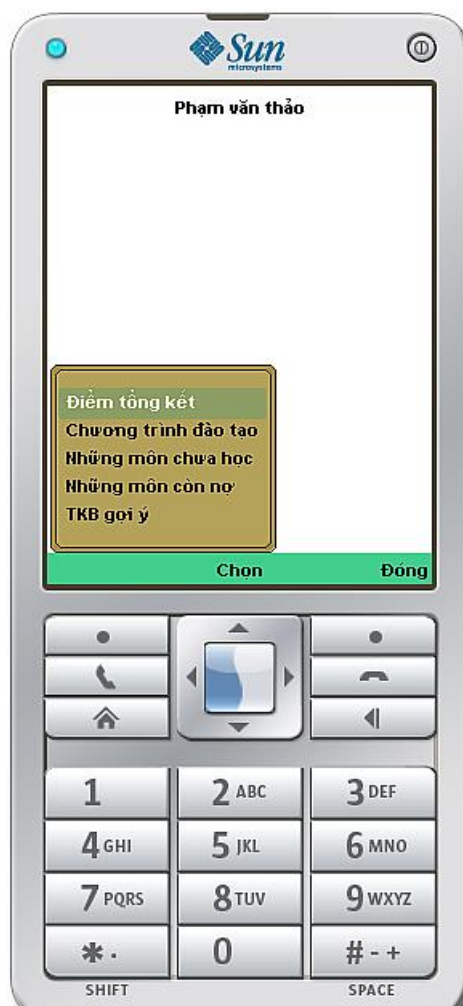 Sun
microsystems
Phạm văn thảo
Điểm tổng kết
Chương trình đào tạo
Những môn chưa học
Những môn còn nợ
TKB gợi ý
Chọn Đóng
1 2 ABC 3 DEF
4 GHI 5 JKL 6 MNO
7 PQRS 8 TUV 9 WXYZ
* . 0 # - +
SHIFT SPACE